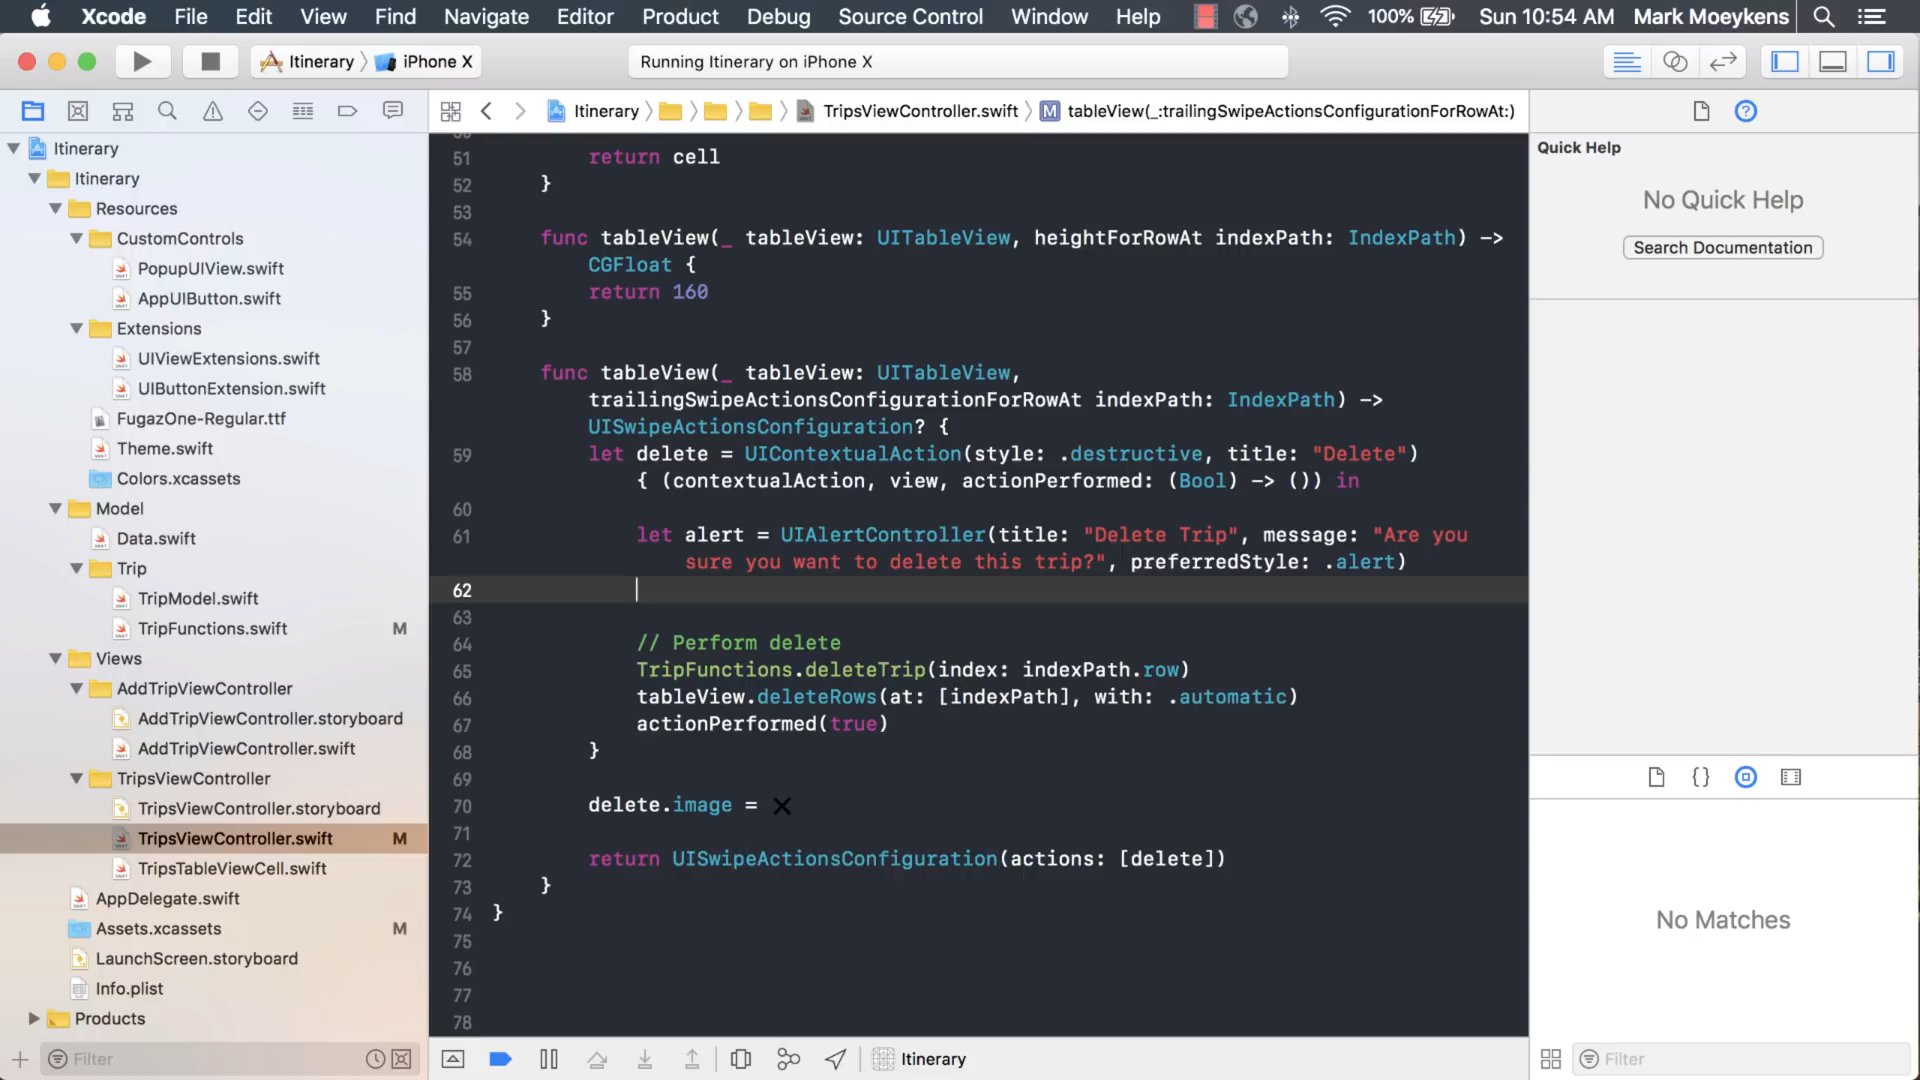 Xcode File Edit View Find Navigate Editor Product Debug Source Control Window Help 100% Sun 10:54 AM Mark Moeykens
Itinerary iPhone X Running Itinerary on iPhone X
Itinerary TripsViewController.swift M tableView(_:trailingSwipeActionsConfigurationForRowAt:)
Itinerary
Itinerary
Resources
CustomControls
PopupUIView.swift
AppUIButton.swift
Extensions
UIViewExtensions.swift
UIButtonExtension.swift
FugazOne-Regular.ttf
Theme.swift
Colors.xcassets
Model
Data.swift
Trip
TripModel.swift
TripFunctions.swift M
Views
AddTripViewController
AddTripViewController.storyboard
AddTripViewController.swift
TripsViewController
TripsViewController.storyboard
TripsViewController.swift M
TripsTableViewCell.swift
AppDelegate.swift
Assets.xcassets M
LaunchScreen.storyboard
Info.plist
Products
Filter
51 return cell
52 }
53
54 func tableView(_ tableView: UITableView, heightForRowAt indexPath: IndexPath) ->
CGFloat {
55 return 160
56 }
57
58 func tableView(_ tableView: UITableView,
trailingSwipeActionsConfigurationForRowAt indexPath: IndexPath) ->
UISwipeActionsConfiguration? {
59 let delete = UIContextualAction(style: .destructive, title: "Delete")
{ (contextualAction, view, actionPerformed: (Bool) -> ()) in
60
61 let alert = UIAlertController(title: "Delete Trip", message: "Are you
sure you want to delete this trip?", preferredStyle: .alert)
62
63
64 // Perform delete
65 TripFunctions.deleteTrip(index: indexPath.row)
66 tableView.deleteRows(at: [indexPath], with: .automatic)
67 actionPerformed(true)
68 }
69
70 delete.image =
71
72 return UISwipeActionsConfiguration(actions: [delete])
73 }
74 }
75
76
77
78
Itinerary
Quick Help
No Quick Help
Search Documentation
{}
No Matches
Filter